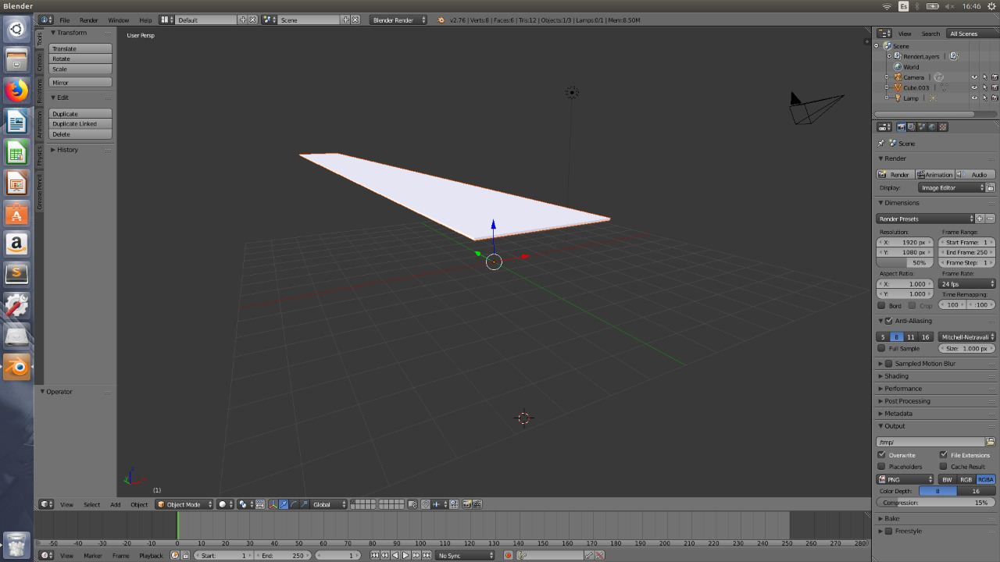 Blender
Es
16:46
File Render Window Help
Default
Scene
Blender Render
v2.76 | Verts:8 | Faces:6 | Tris:12 | Objects:1/3 | Lamps:0/1 | Mem:8.50M
Tools
Create
Relations
Animation
Physics
Grease Pencil
Transform
Translate
Rotate
Scale
Mirror
Edit
Duplicate
Duplicate Linked
Delete
History
Operator
User Persp
(1)
View Search All Scenes
Scene
RenderLayers
World
Camera
Cube.003
Lamp
Scene
Render
Render Animation Audio
Display: Image Editor
Dimensions
Render Presets
Resolution: Frame Range:
X: 1920 px Start Frame: 1
Y: 1080 px End Frame: 250
50% Frame Step: 1
Aspect Ratio: Frame Rate:
X: 1.000 24 fps
Y: 1.000 Time Remapping:
Bord Crop 100 :100
Anti-Aliasing
5 8 11 16 Mitchell-Netravali
Full Sample Size: 1.000 px
Sampled Motion Blur
Shading
Performance
Post Processing
Metadata
Output
/tmp/
Overwrite File Extensions
Placeholders Cache Result
PNG BW RGB RGBA
Color Depth: 8 16
Compression: 15%
Bake
Freestyle
View Select Add Object Object Mode Global
-50 -40 -30 -20 -10 0 10 20 30 40 50 60 70 80 90 100 110 120 130 140 150 160 170 180 190 200 210 220 230 240 250 260 270 280
View Marker Frame Playback Start: 1 End: 250 1 No Sync